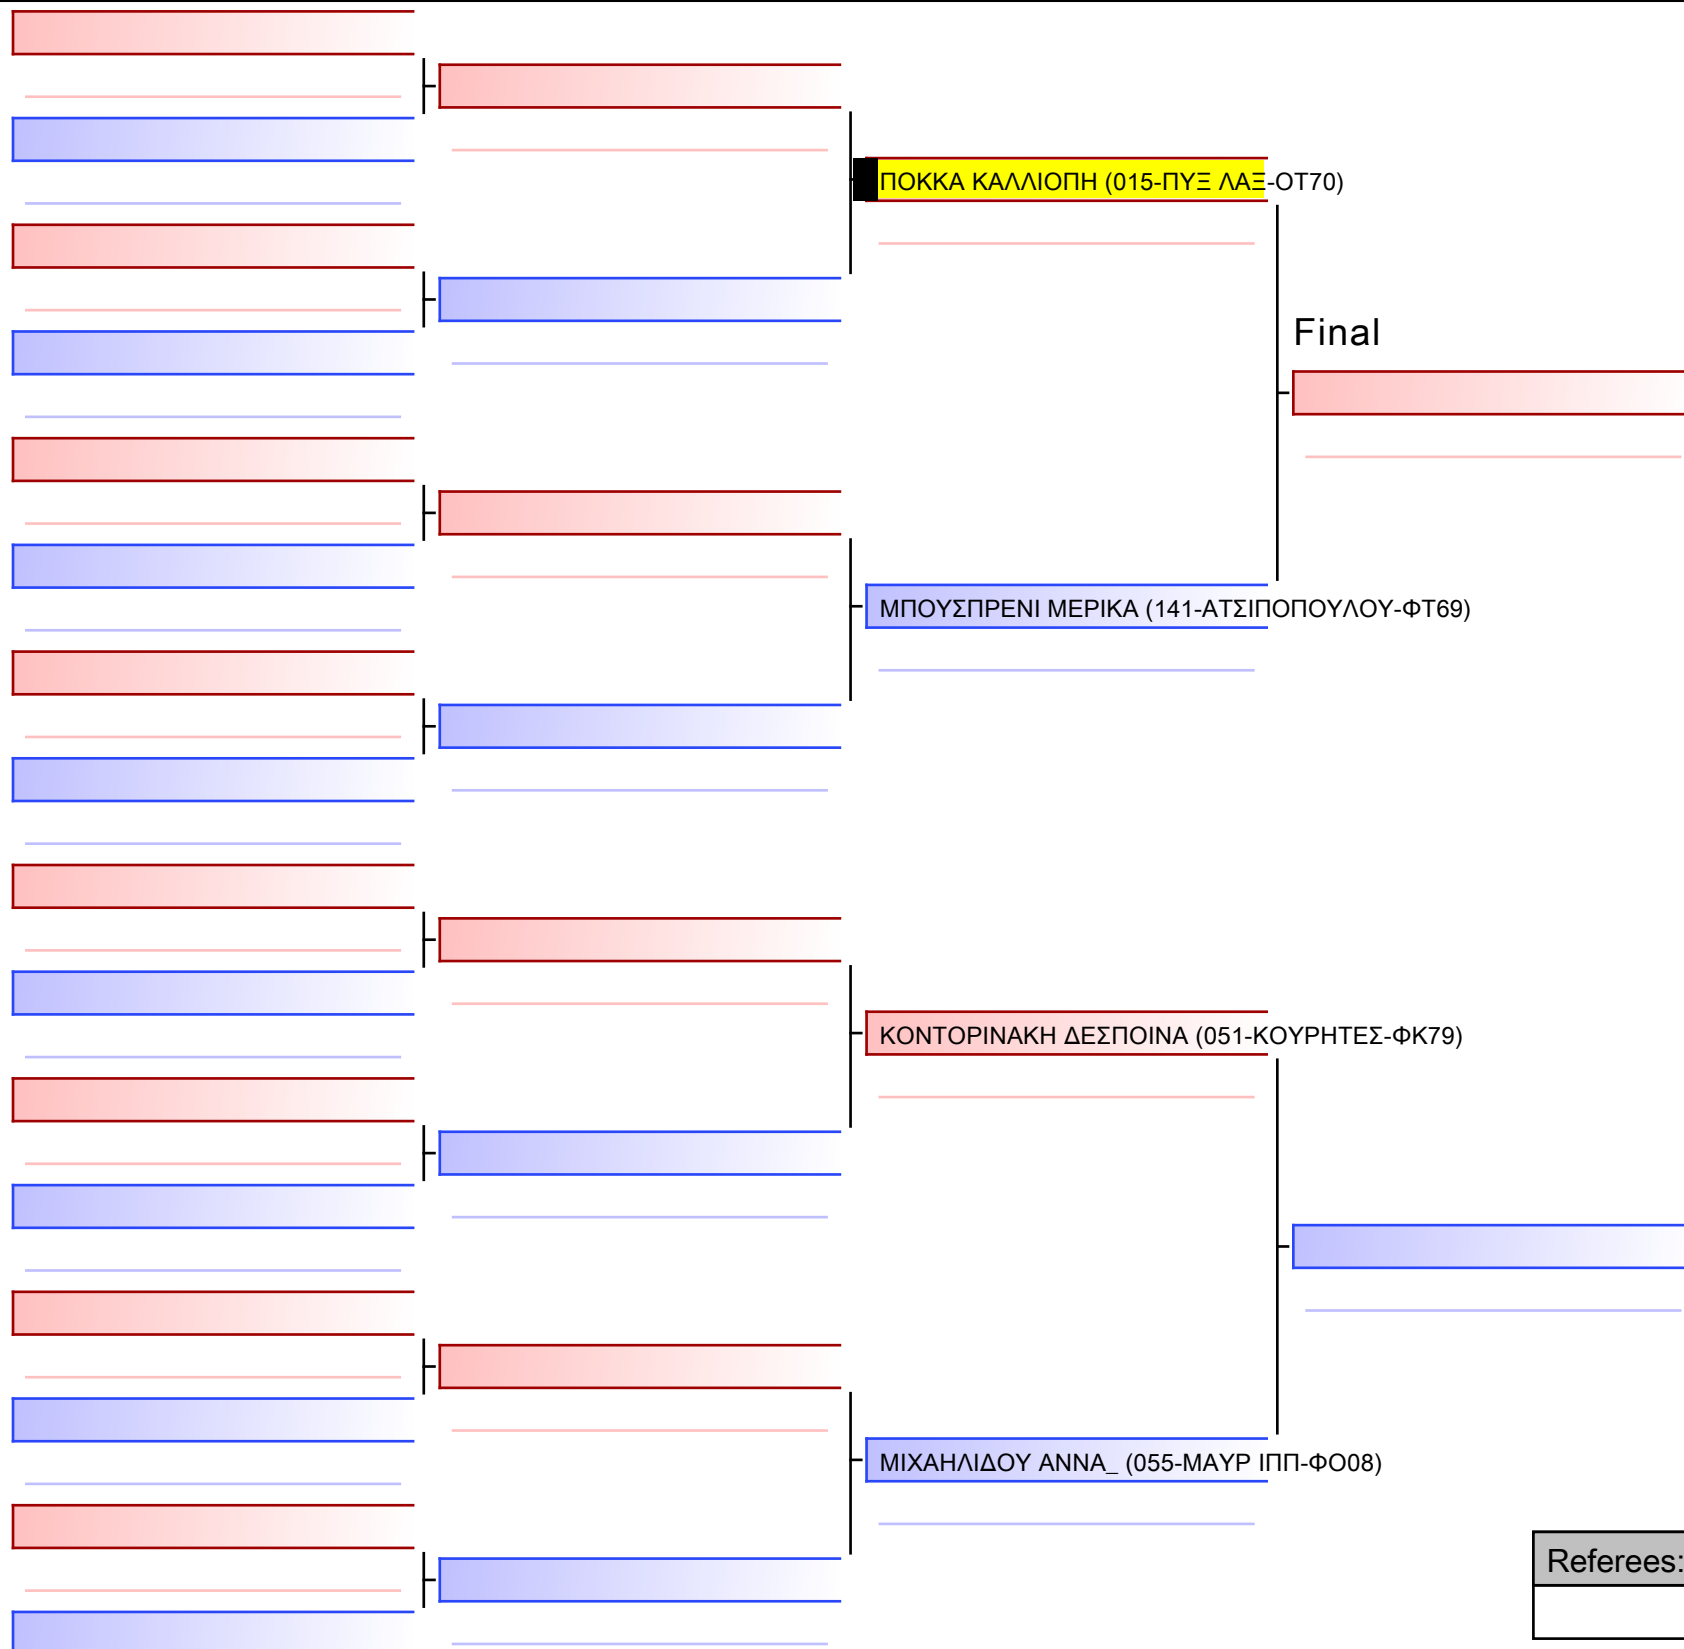 ΠΟΚΚΑ ΚΑΛΛΙΟΠΗ (015-ΠΥΞ ΛΑΞ-ΟΤ70)
Final
ΜΠΟΥΣΠΡΕΝΙ ΜΕΡΙΚΑ (141-ΑΤΣΙΠΟΠΟΥΛΟΥ-ΦΤ69)
ΚΟΝΤΟΡΙΝΑΚΗ ΔΕΣΠΟΙΝΑ (051-ΚΟΥΡΗΤΕΣ-ΦΚ79)
ΜΙΧΑΗΛΙΔΟΥ ΑΝΝΑ_ (055-ΜΑΥΡ ΙΠΠ-ΦΟ08)
Referees: